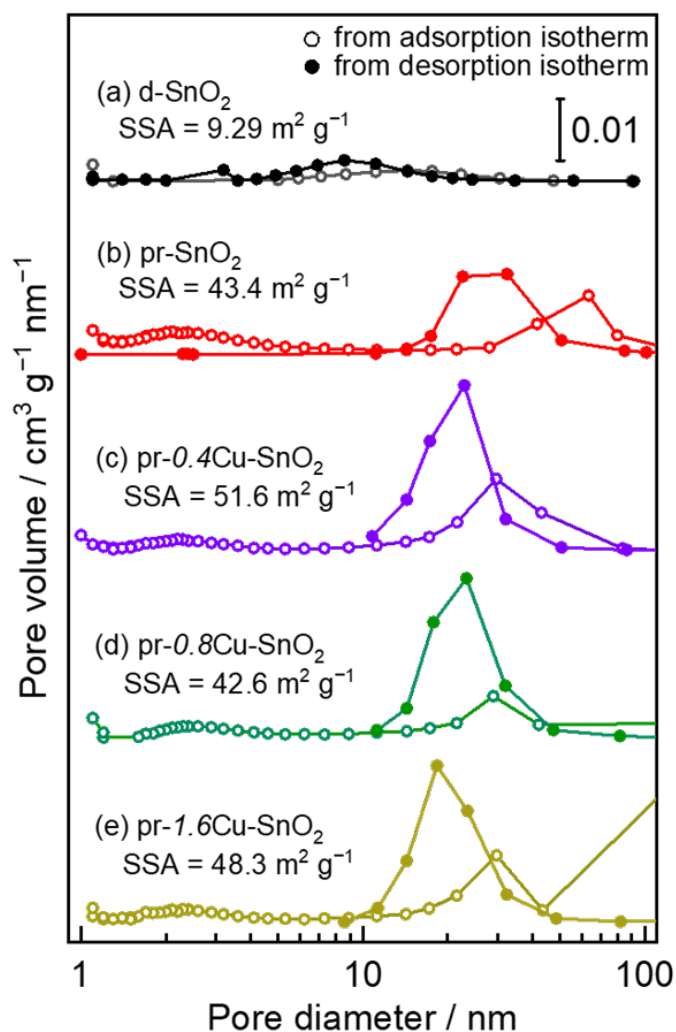 from adsorption isotherm
from desorption isotherm
(a) d-SnO₂
SSA = 9.29 m² g⁻¹
0.01
(b) pr-SnO₂
SSA = 43.4 m² g⁻¹
(c) pr-0.4Cu-SnO₂
SSA = 51.6 m² g⁻¹
(d) pr-0.8Cu-SnO₂
SSA = 42.6 m² g⁻¹
(e) pr-1.6Cu-SnO₂
SSA = 48.3 m² g⁻¹
Pore volume / cm³ g⁻¹ nm⁻¹
1 10 100
Pore diameter / nm